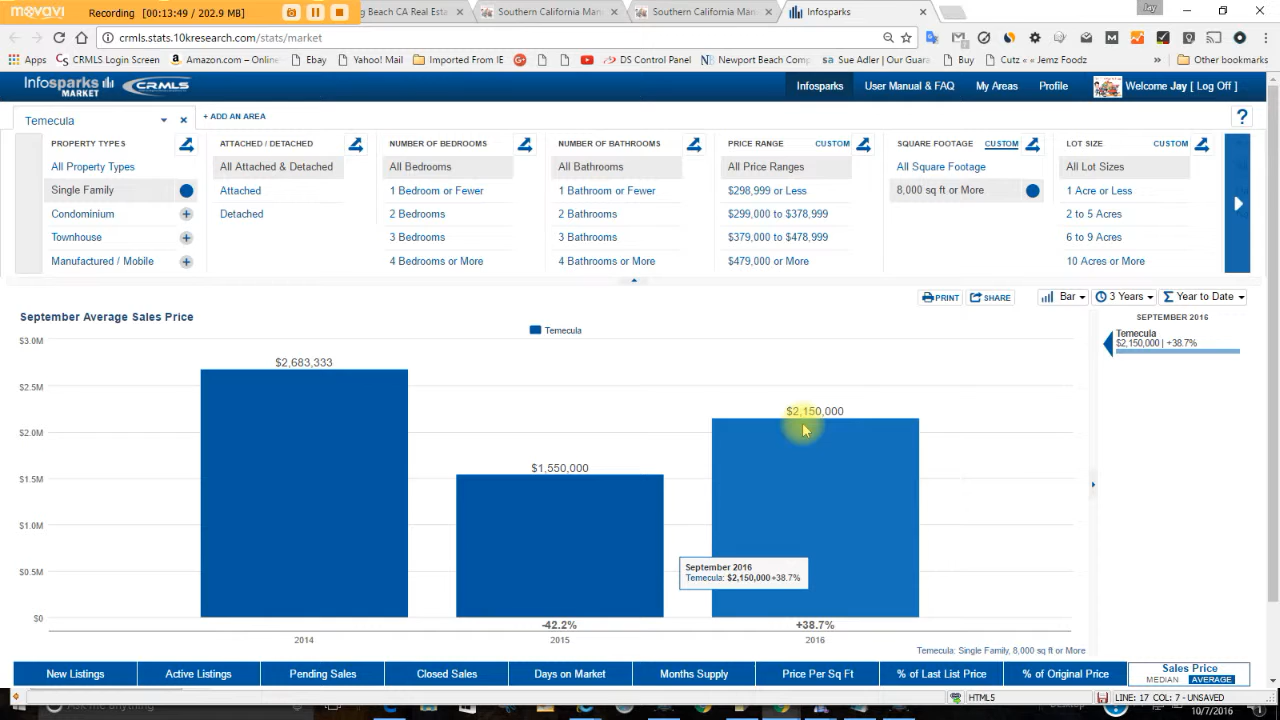 movavi
Recording | 00:13:49 / 202.9 MB
g Beach CA Real Esta
Southern California Mar
Southern California Mar
Infosparks
Jay
crmls.stats.10kresearch.com/stats/market
Apps
CRMLS Login Screen
Amazon.com – Online
Ebay
Yahoo! Mail
Imported From IE
DS Control Panel
Newport Beach Comp
Sue Adler | Our Guara
Buy
Cutz « « Jemz Foodz
»
Other bookmarks
Infosparks MARKET
CRMLS
Infosparks
User Manual & FAQ
My Areas
Profile
Welcome Jay [ Log Off ]
Temecula
+ ADD AN AREA
?
PROPERTY TYPES
All Property Types
Single Family
Condominium
Townhouse
Manufactured / Mobile
ATTACHED / DETACHED
All Attached & Detached
Attached
Detached
NUMBER OF BEDROOMS
All Bedrooms
1 Bedroom or Fewer
2 Bedrooms
3 Bedrooms
4 Bedrooms or More
NUMBER OF BATHROOMS
All Bathrooms
1 Bathroom or Fewer
2 Bathrooms
3 Bathrooms
4 Bathrooms or More
PRICE RANGE CUSTOM
All Price Ranges
$298,999 or Less
$299,000 to $378,999
$379,000 to $478,999
$479,000 or More
SQUARE FOOTAGE CUSTOM
All Square Footage
8,000 sq ft or More
LOT SIZE CUSTOM
All Lot Sizes
1 Acre or Less
2 to 5 Acres
6 to 9 Acres
10 Acres or More
PRINT
SHARE
Bar
3 Years
Σ Year to Date
September Average Sales Price
Temecula
SEPTEMBER 2016
Temecula
$2,150,000 | +38.7%
$3.0M
$2.5M
$2.0M
$1.5M
$1.0M
$0.5M
$0
$2,683,333
$1,550,000
$2,150,000
September 2016
Temecula: $2,150,000+38.7%
-42.2%
+38.7%
2014
2015
2016
Temecula: Single Family, 8,000 sq ft or More
New Listings
Active Listings
Pending Sales
Closed Sales
Days on Market
Months Supply
Price Per Sq Ft
% of Last List Price
% of Original Price
Sales Price
MEDIAN AVERAGE
HTML5
LINE: 17 COL: 7 - UNSAVED
Ask me anything
Desktop
10/7/2016